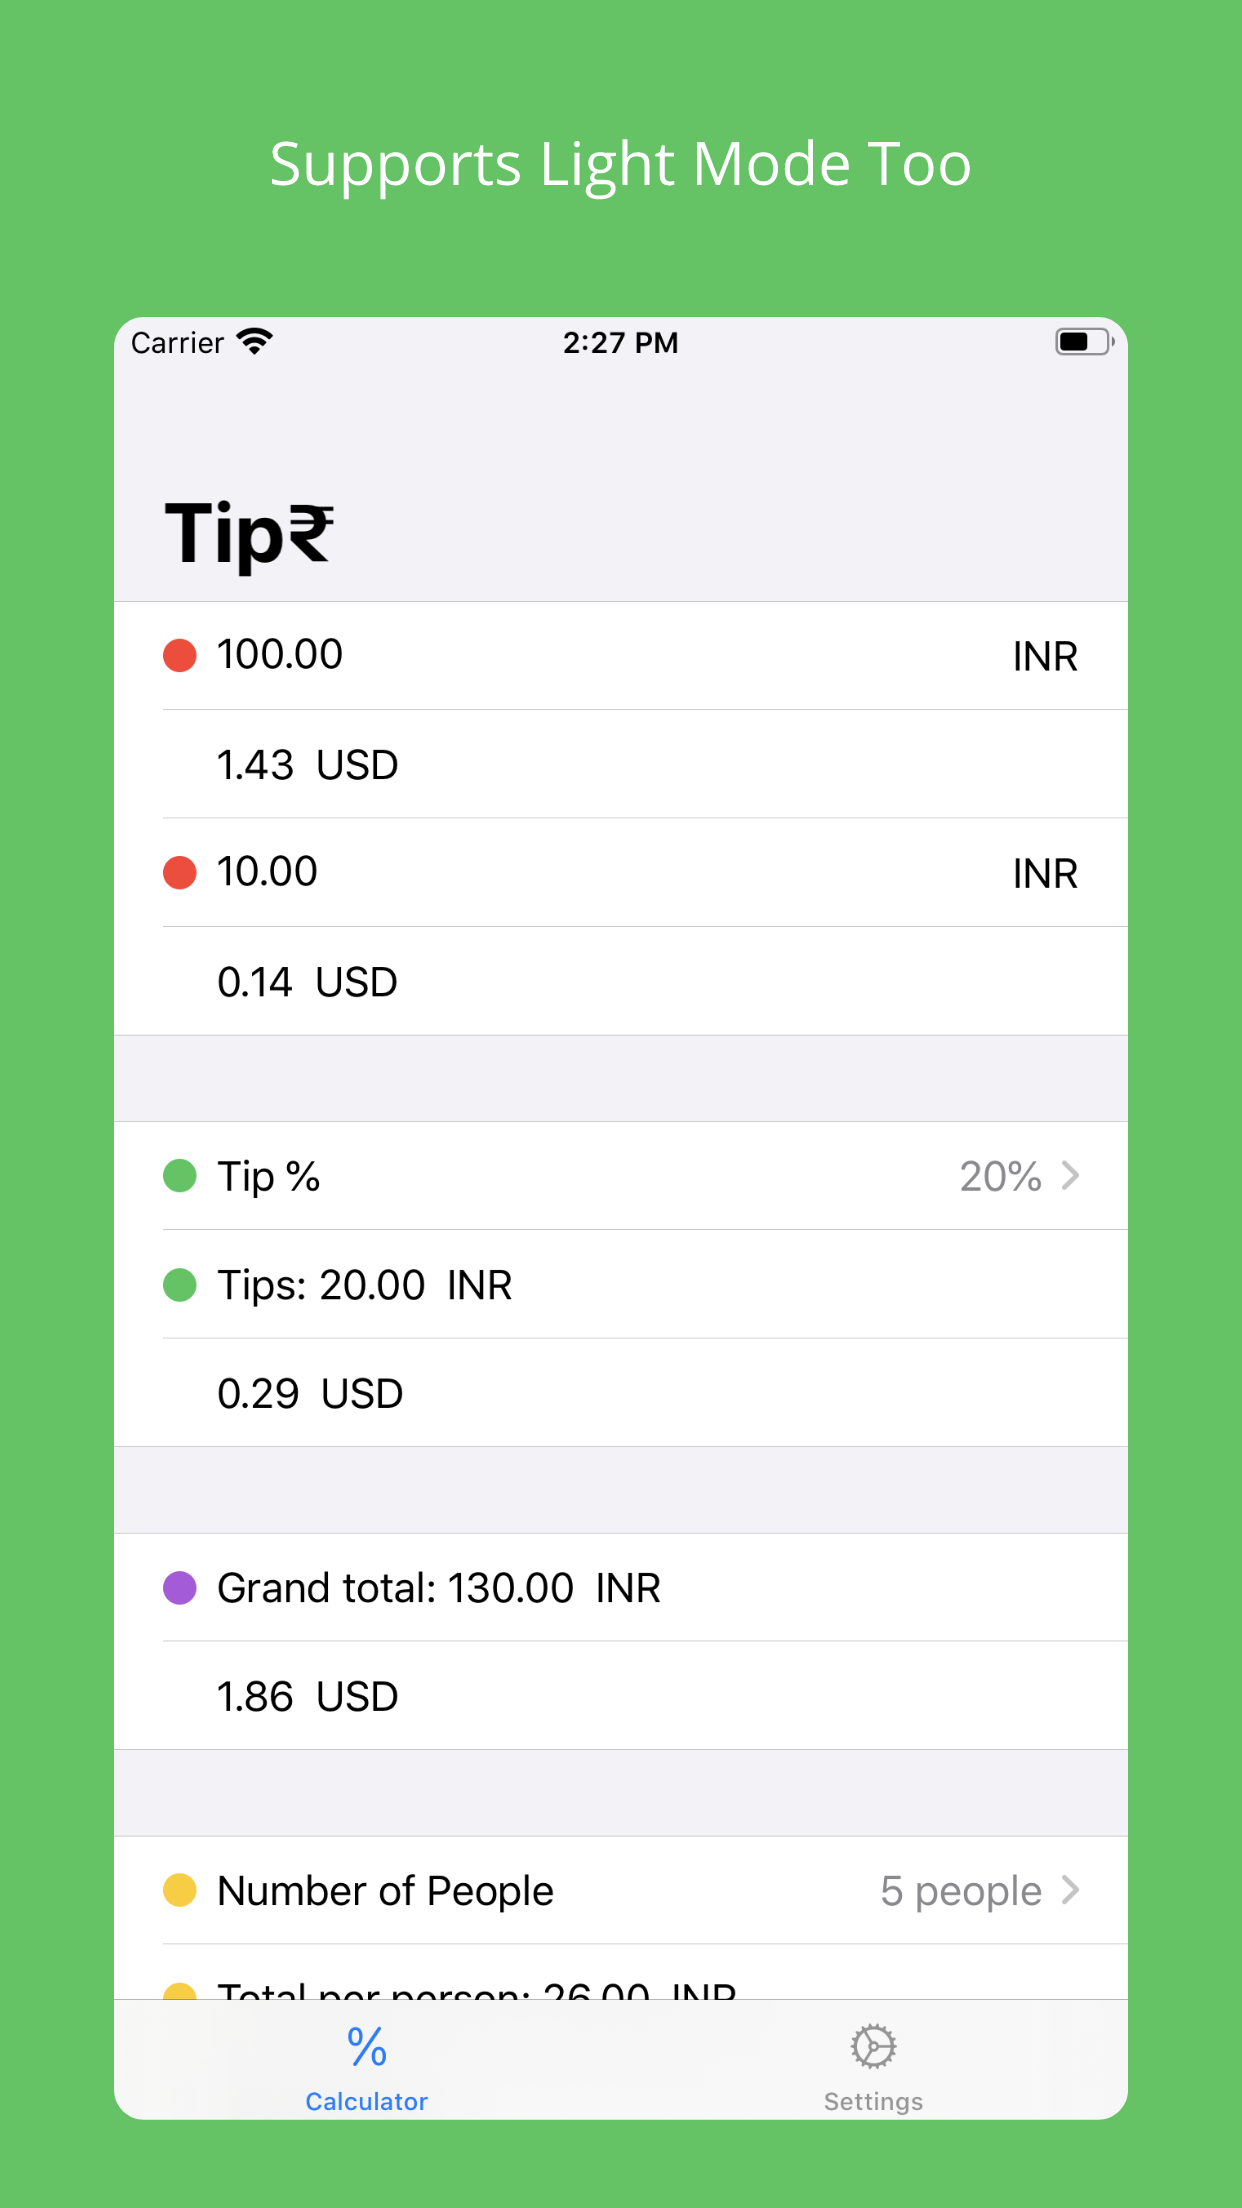 Supports Light Mode Too
Carrier 2:27 PM
Tip₹
100.00 INR
1.43 USD
10.00 INR
0.14 USD
Tip % 20%
Tips: 20.00 INR
0.29 USD
Grand total: 130.00 INR
1.86 USD
Number of People 5 people
Total per person: 26.00 INR
%
Calculator Settings